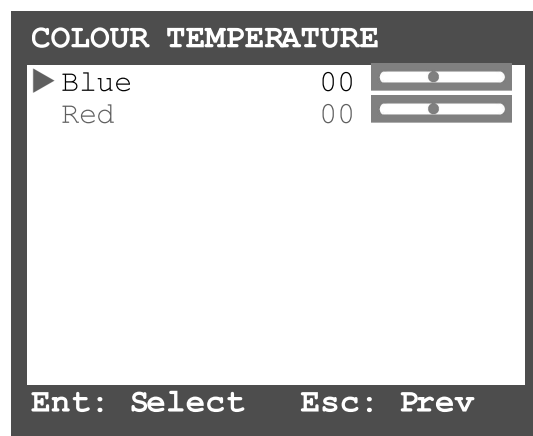 COLOUR TEMPERATURE
Blue 00
Red 00
Ent: Select Esc: Prev